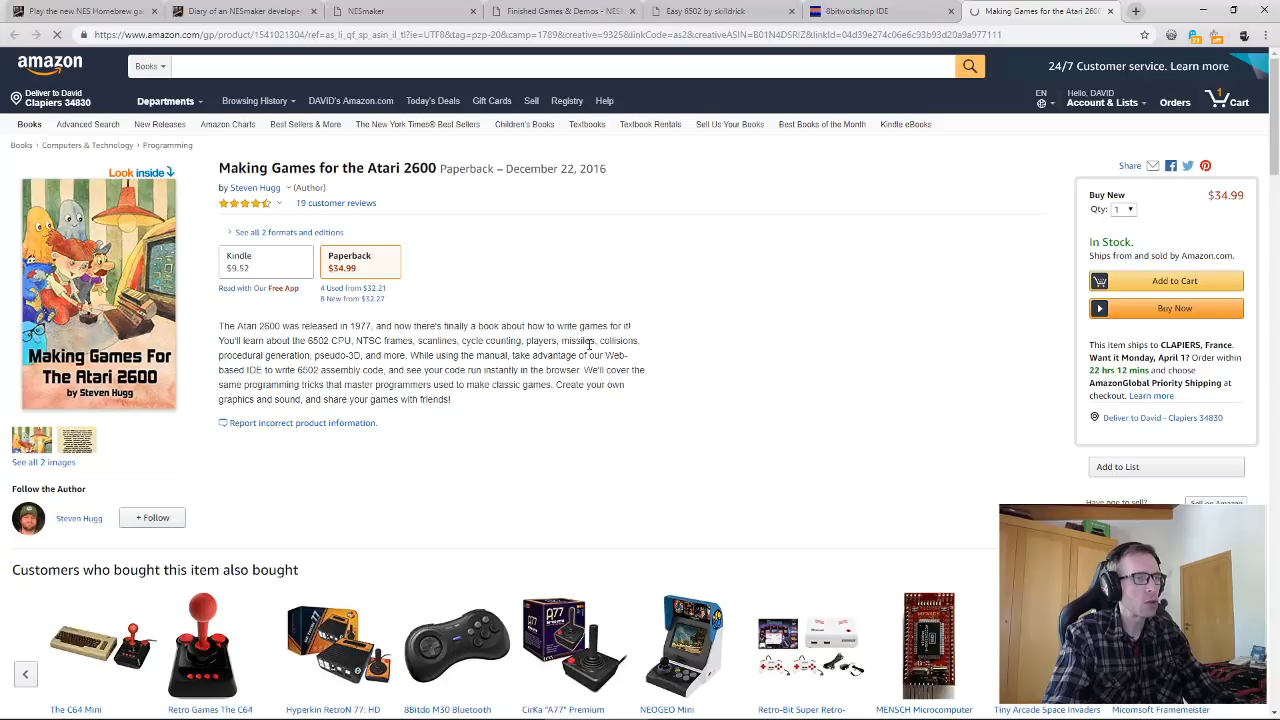 Play this new NES Homebrew ga
Diary of an NESmaker develope
NESmaker
Finished Games & Demos - NES
Easy 6502 by skilldrick
8bitworkshop IDE
Making Games for the Atari 260
https://www.amazon.com/gp/product/1541021304/
amazon
Books
24/7 Customer service. Learn more
Deliver to David
Clapiers 34830
Departments
Browsing History
DAVID's Amazon.com
Today's Deals
Gift Cards
Sell
Registry
Help
EN
Hello, DAVID
Account & Lists
Orders
1
Cart
Books
Advanced Search
New Releases
Amazon Charts
Best Sellers & More
The New York Times® Best Sellers
Children's Books
Textbooks
Textbook Rentals
Sell Us Your Books
Best Books of the Month
Kindle eBooks
Books › Computers & Technology › Programming
Look inside
Making Games For
The Atari 2600
by Steven Hugg
See all 2 images
Follow the Author
Steven Hugg
+ Follow
Making Games for the Atari 2600 Paperback – December 22, 2016
by Steven Hugg (Author)
19 customer reviews
See all 2 formats and editions
Kindle
$9.52
Paperback
$34.99
Read with Our Free App
4 Used from $32.21
8 New from $32.27
The Atari 2600 was released in 1977, and now there's finally a book about how to write games for it!
You'll learn about the 6502 CPU, NTSC frames, scanlines, cycle counting, players, missiles, collisions,
procedural generation, pseudo-3D, and more. While using the manual, take advantage of our Web-
based IDE to write 6502 assembly code, and see your code run instantly in the browser. We'll cover the
same programming tricks that master programmers used to make classic games. Create your own
graphics and sound, and share your games with friends!
Report incorrect product information.
Share
Buy New
$34.99
Qty: 1
In Stock.
Ships from and sold by Amazon.com.
Add to Cart
Buy Now
This item ships to CLAPIERS, France.
Want it Monday, April 1? Order within
22 hrs 12 mins and choose
AmazonGlobal Priority Shipping at
checkout. Learn more
Deliver to David - Clapiers 34830
Add to List
Have one to sell?
Sell on Amazon
Customers who bought this item also bought
The C64 Mini
Retro Games The C64
Hyperkin RetroN 77: HD
8Bitdo M30 Bluetooth
CirKa "A77" Premium
NEOGEO Mini
Retro-Bit Super Retro-
MENSCH Microcomputer
Tiny Arcade Space Invaders
Micomsoft Framemeister